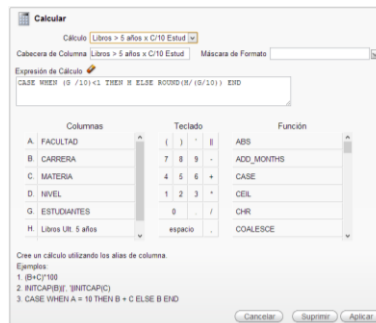 Calcular
Cálculo Libros > 5 años x C/10 Estud
Cabecera de Columna Libros > 5 años x C/10 Estud Máscara de Formato
Expresión de Cálculo
CASE WHEN (G /10)<1 THEN H ELSE ROUND(H/(G/10)) END
Columnas Teclado Función
A. FACULTAD ( ) ' || ABS
B. CARRERA 7 8 9 - ADD_MONTHS
C. MATERIA 4 5 6 + CASE
D. NIVEL 1 2 3 * CEIL
G. ESTUDIANTES 0 . / CHR
H. Libros Ult. 5 años espacio , COALESCE
Cree un cálculo utilizando los alias de columna.
Ejemplos:
1. (B+C)*100
2. INITCAP(B)||', '||INITCAP(C)
3. CASE WHEN A = 10 THEN B + C ELSE B END
Cancelar Suprimir Aplicar